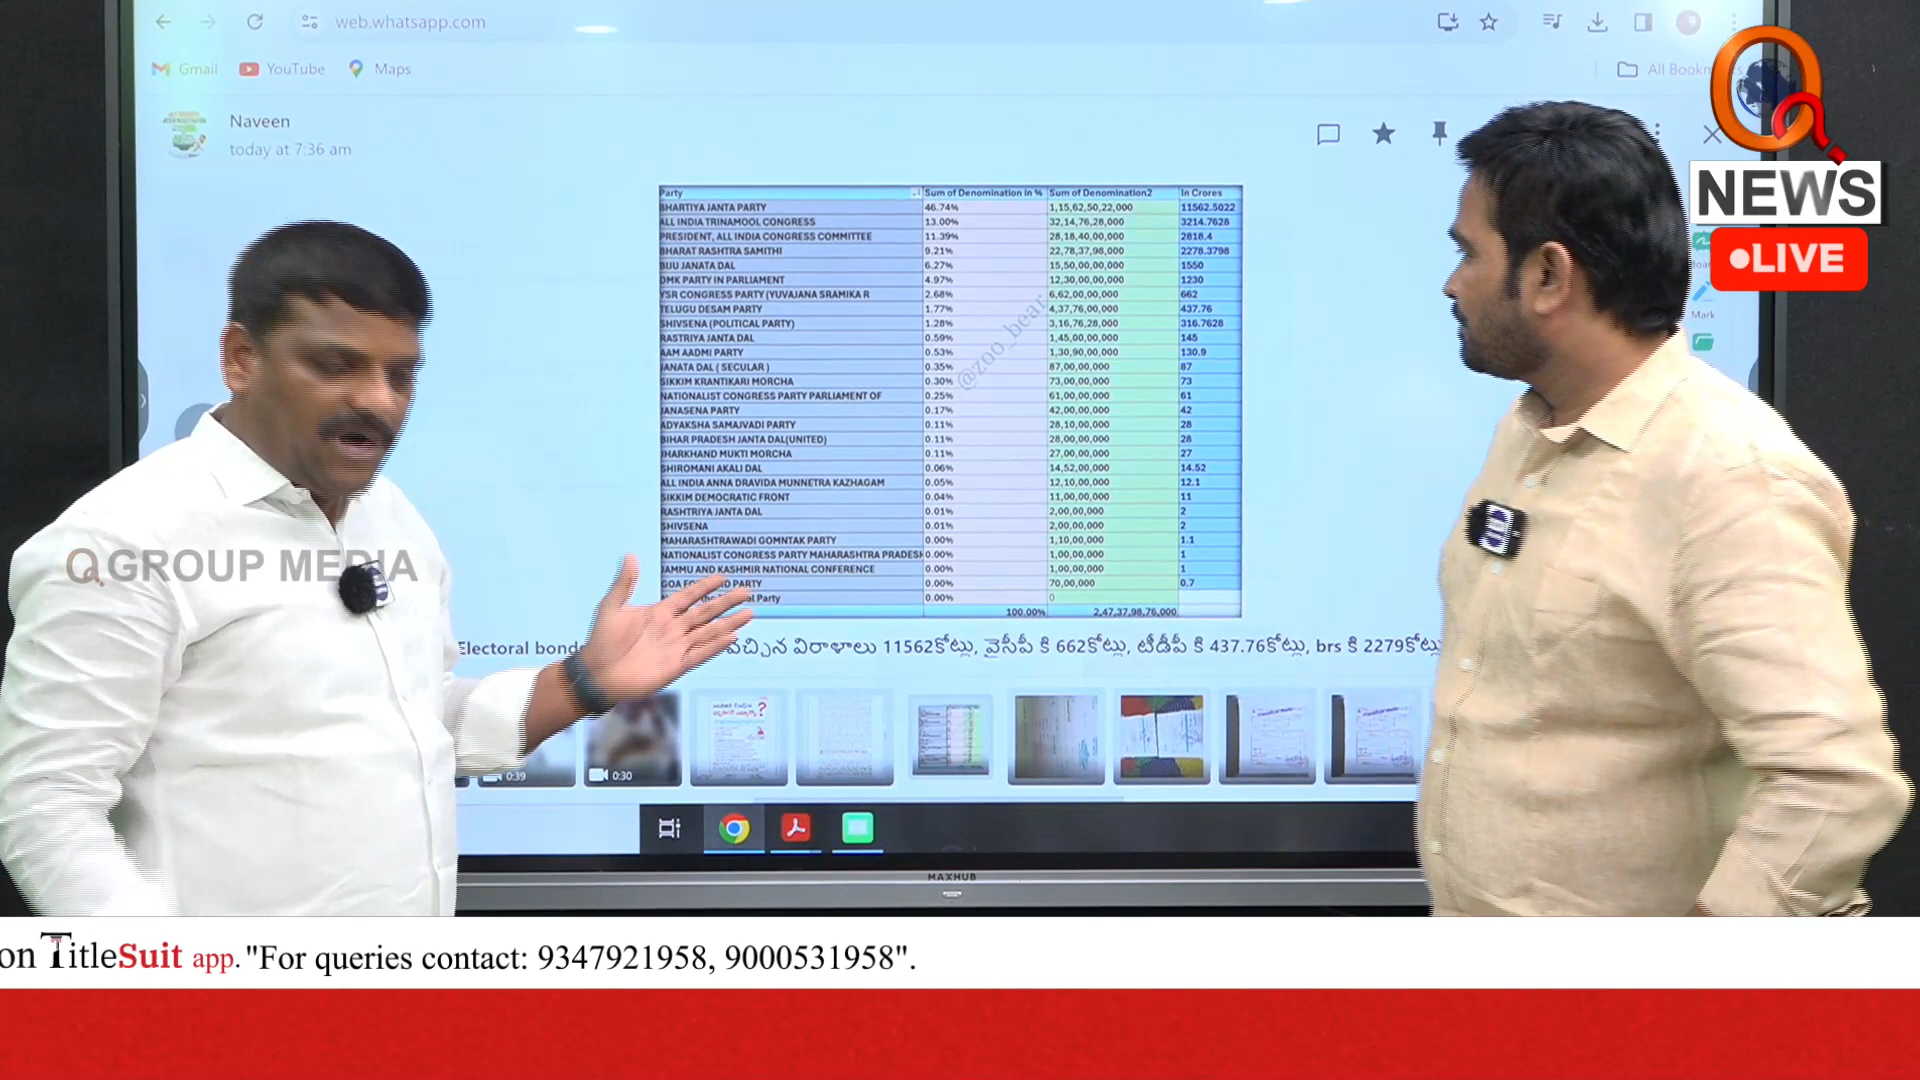 web.whatsapp.com
Gmail YouTube Maps
All Book
Naveen
today at 7:36 am
NEWS
LIVE
Mark
Party Sum of Denomination in % Sum of Denomination2 In Crores
BHARTIYA JANTA PARTY 46.74% 1,15,62,50,22,000 11562.5022
ALL INDIA TRINAMOOL CONGRESS 13.00% 32,14,76,28,000 3214.7628
PRESIDENT, ALL INDIA CONGRESS COMMITTEE 11.39% 28,18,40,00,000 2818.4
BHARAT RASHTRA SAMITHI 9.21% 22,78,37,98,000 2278.3798
BIJU JANATA DAL 6.27% 15,50,00,00,000 1550
DMK PARTY IN PARLIAMENT 4.97% 12,30,00,00,000 1230
YSR CONGRESS PARTY (YUVAJANA SRAMIKA R 2.68% 6,62,00,00,000 662
TELUGU DESAM PARTY 1.77% 4,37,76,00,000 437.76
SHIVSENA (POLITICAL PARTY) 1.28% 3,16,76,28,000 316.7628
RASTRIYA JANTA DAL 0.59% 1,45,00,00,000 145
AAM AADMI PARTY 0.53% 1,30,90,00,000 130.9
JANATA DAL ( SECULAR ) 0.35% 87,00,00,000 87
SIKKIM KRANTIKARI MORCHA 0.30% 73,00,00,000 73
NATIONALIST CONGRESS PARTY PARLIAMENT OF 0.25% 61,00,00,000 61
JANASENA PARTY 0.17% 42,00,00,000 42
ADYAKSHA SAMAJVADI PARTY 0.11% 28,10,00,000 28
BIHAR PRADESH JANTA DAL(UNITED) 0.11% 28,00,00,000 28
JHARKHAND MUKTI MORCHA 0.11% 27,00,00,000 27
SHIROMANI AKALI DAL 0.06% 14,52,00,000 14.52
ALL INDIA ANNA DRAVIDA MUNNETRA KAZHAGAM 0.05% 12,10,00,000 12.1
SIKKIM DEMOCRATIC FRONT 0.04% 11,00,00,000 11
RASHTRIYA JANTA DAL 0.01% 2,00,00,000 2
SHIVSENA 0.01% 2,00,00,000 2
MAHARASHTRAWADI GOMNTAK PARTY 0.00% 1,10,00,000 1.1
NATIONALIST CONGRESS PARTY MAHARASHTRA PRADESH 0.00% 1,00,00,000 1
JAMMU AND KASHMIR NATIONAL CONFERENCE 0.00% 1,00,00,000 1
GOA PARTY 0.00% 70,00,000 0.7
Party 0.00% 0
100.00% 2,47,37,98,76,000
@zoo_bear
GROUP MEDIA
Electoral bond వచ్చిన విరాళాలు 11562కోట్లు, వైసీపీ కి 662కోట్లు, టీడీపీ కి 437.76కోట్లు, brs కి 2279కోట్లు
0:39 0:30
MAXHUB
on TitleSuit app. "For queries contact: 9347921958, 9000531958".